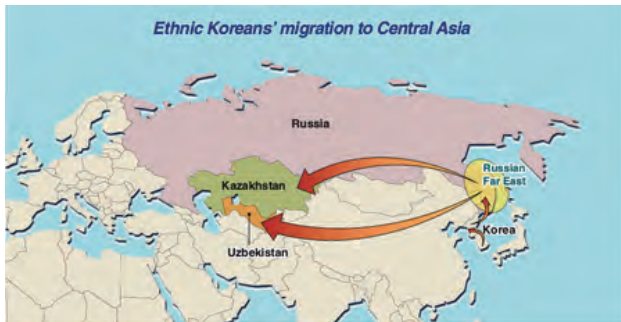 Ethnic Koreans' migration to Central Asia
Russia
Russian
Far East
Kazakhstan
Korea
Uzbekistan